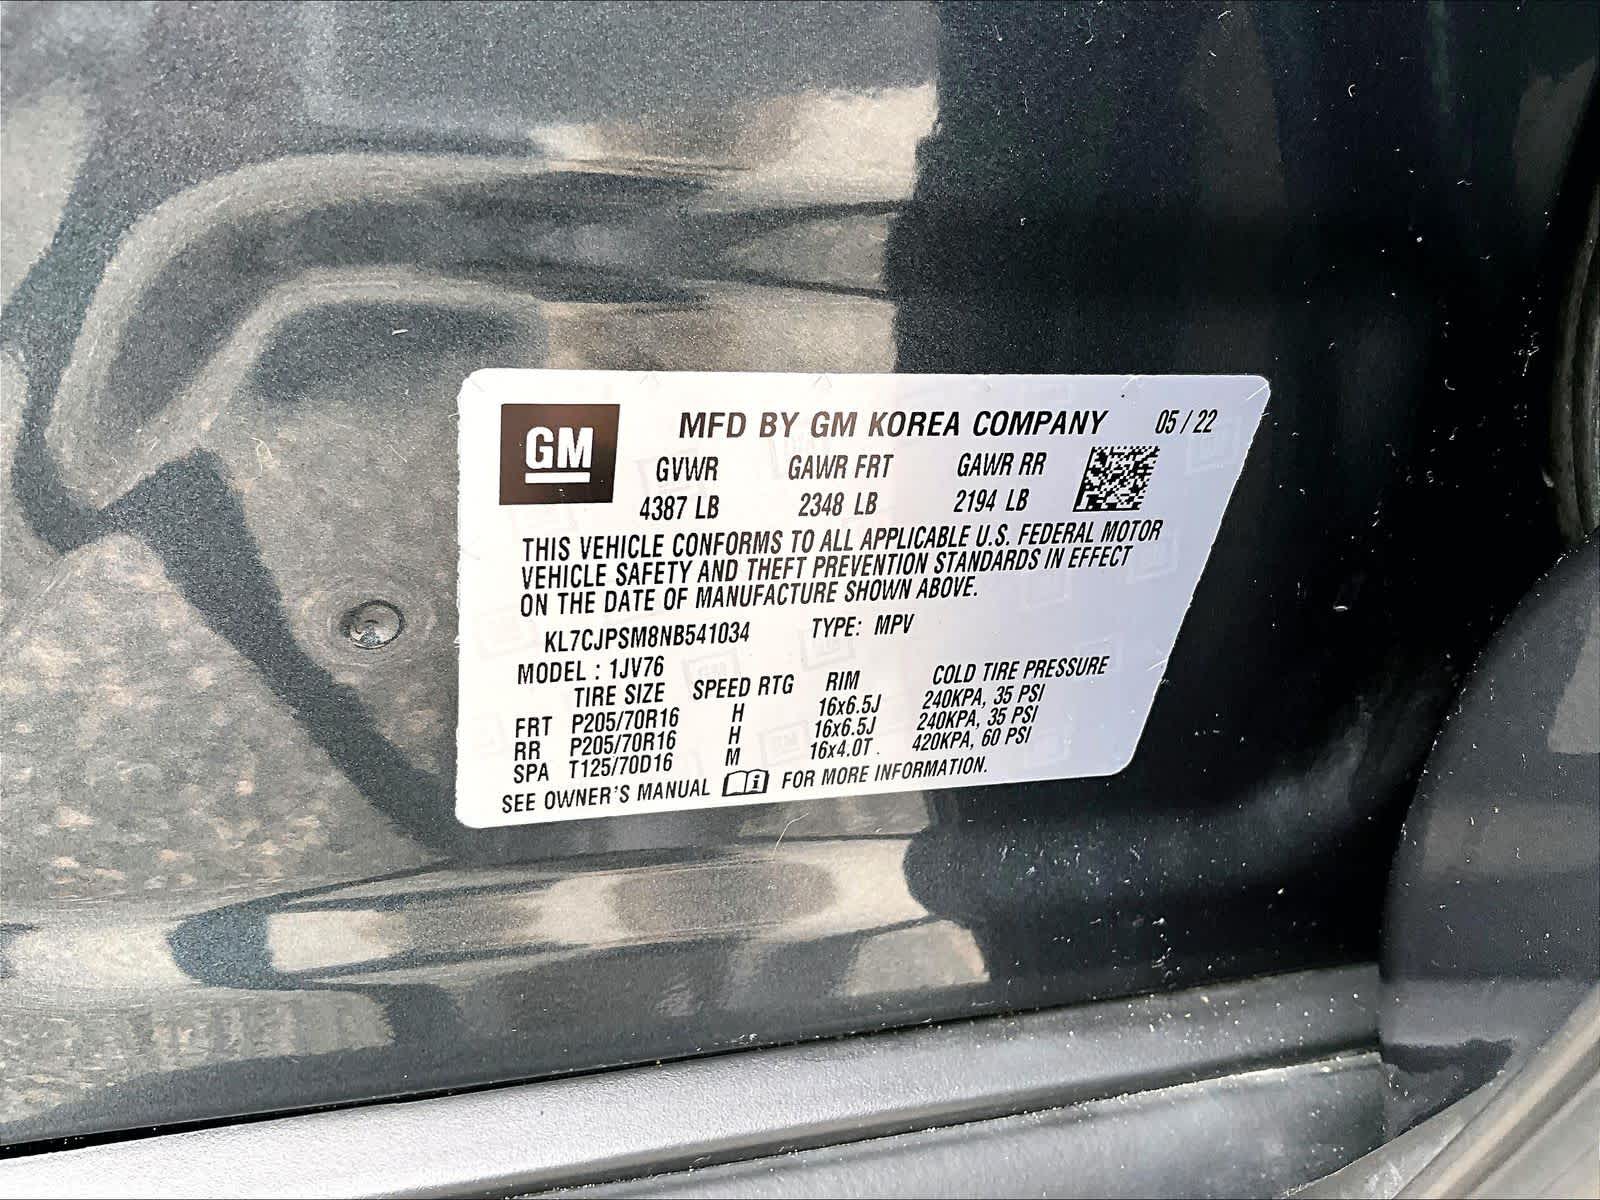 GM
MFD BY GM KOREA COMPANY 05 / 22
GVWR GAWR FRT GAWR RR
4387 LB 2348 LB 2194 LB
THIS VEHICLE CONFORMS TO ALL APPLICABLE U.S. FEDERAL MOTOR
VEHICLE SAFETY AND THEFT PREVENTION STANDARDS IN EFFECT
ON THE DATE OF MANUFACTURE SHOWN ABOVE.
KL7CJPSM8NB541034 TYPE: MPV
MODEL : 1JV76
TIRE SIZE SPEED RTG RIM COLD TIRE PRESSURE
FRT P205/70R16 H 16x6.5J 240KPA, 35 PSI
RR P205/70R16 H 16x6.5J 240KPA, 35 PSI
SPA T125/70D16 M 16x4.0T 420KPA, 60 PSI
SEE OWNER'S MANUAL i FOR MORE INFORMATION.